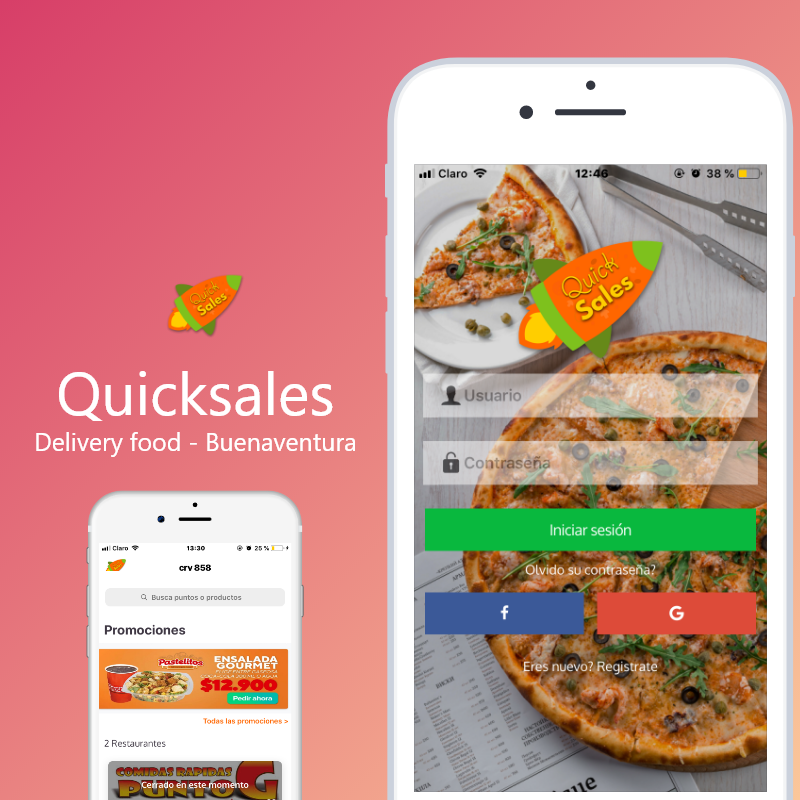 Quick
Sales
Quicksales
Delivery food - Buenaventura
Claro 13:30 25 %
crv 858
Busca puntos o productos
Promociones
Pastelitos
ENSALADA
GOURMET
$12.900
Pedir ahora
Todas las promociones >
2 Restaurantes
COMIDAS RAPIDAS
PUNTO G
Cerrado en este momento
Claro 12:46 38 %
Quick
Sales
Usuario
Contraseña
Iniciar sesión
Olvido su contraseña?
f
G
Eres nuevo? Registrate